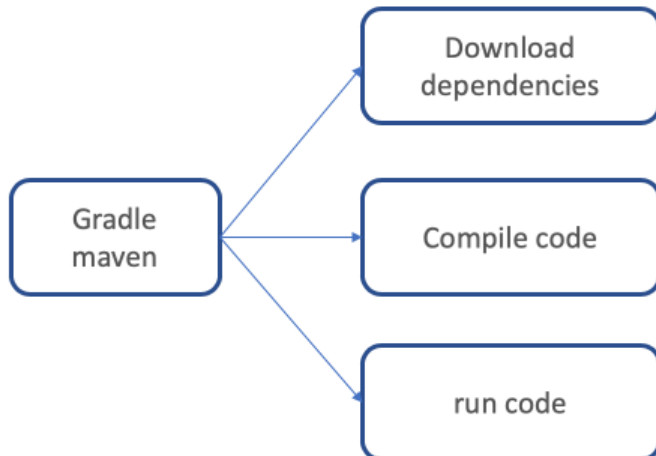 Download
dependencies
Gradle
maven
Compile code
run code